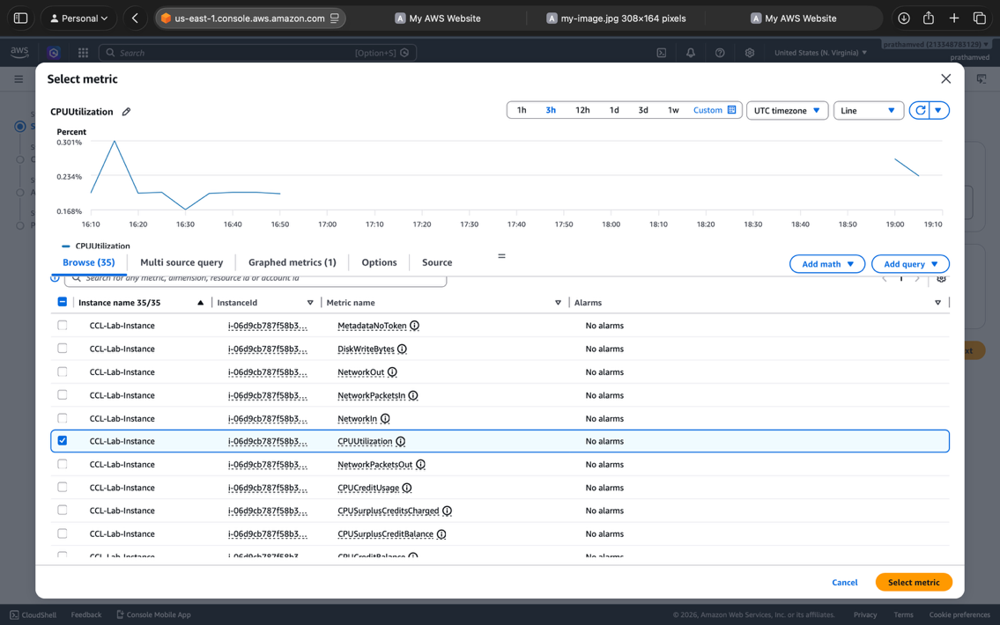 Personal
us-east-1.console.aws.amazon.com
A My AWS Website
A my-image.jpg 308×164 pixels
A My AWS Website
aws
Search
[Option+S]
United States (N. Virginia)
prathamved (213348783129)
prathamved
Select metric
CPUUtilization
1h 3h 12h 1d 3d 1w Custom
UTC timezone
Line
Percent
0.301%
0.234%
0.168%
16:10 16:20 16:30 16:40 16:50 17:00 17:10 17:20 17:30 17:40 17:50 18:00 18:10 18:20 18:30 18:40 18:50 19:00 19:10
CPUUtilization
Browse (35)
Multi source query
Graphed metrics (1)
Options
Source
Add math
Add query
Search for any metric, dimension, resource id or account id
1
Instance name 35/35 InstanceId Metric name Alarms
CCL-Lab-Instance i-06d9cb787f58b3... MetadataNoToken No alarms
CCL-Lab-Instance i-06d9cb787f58b3... DiskWriteBytes No alarms
CCL-Lab-Instance i-06d9cb787f58b3... NetworkOut No alarms
CCL-Lab-Instance i-06d9cb787f58b3... NetworkPacketsIn No alarms
CCL-Lab-Instance i-06d9cb787f58b3... NetworkIn No alarms
CCL-Lab-Instance i-06d9cb787f58b3... CPUUtilization No alarms
CCL-Lab-Instance i-06d9cb787f58b3... NetworkPacketsOut No alarms
CCL-Lab-Instance i-06d9cb787f58b3... CPUCreditUsage No alarms
CCL-Lab-Instance i-06d9cb787f58b3... CPUSurplusCreditsCharged No alarms
CCL-Lab-Instance i-06d9cb787f58b3... CPUSurplusCreditBalance No alarms
CCL-Lab-Instance i-06d9cb787f58b3... CPUCreditBalance No alarms
Cancel
Select metric
CloudShell
Feedback
Console Mobile App
© 2026, Amazon Web Services, Inc. or its affiliates.
Privacy
Terms
Cookie preferences